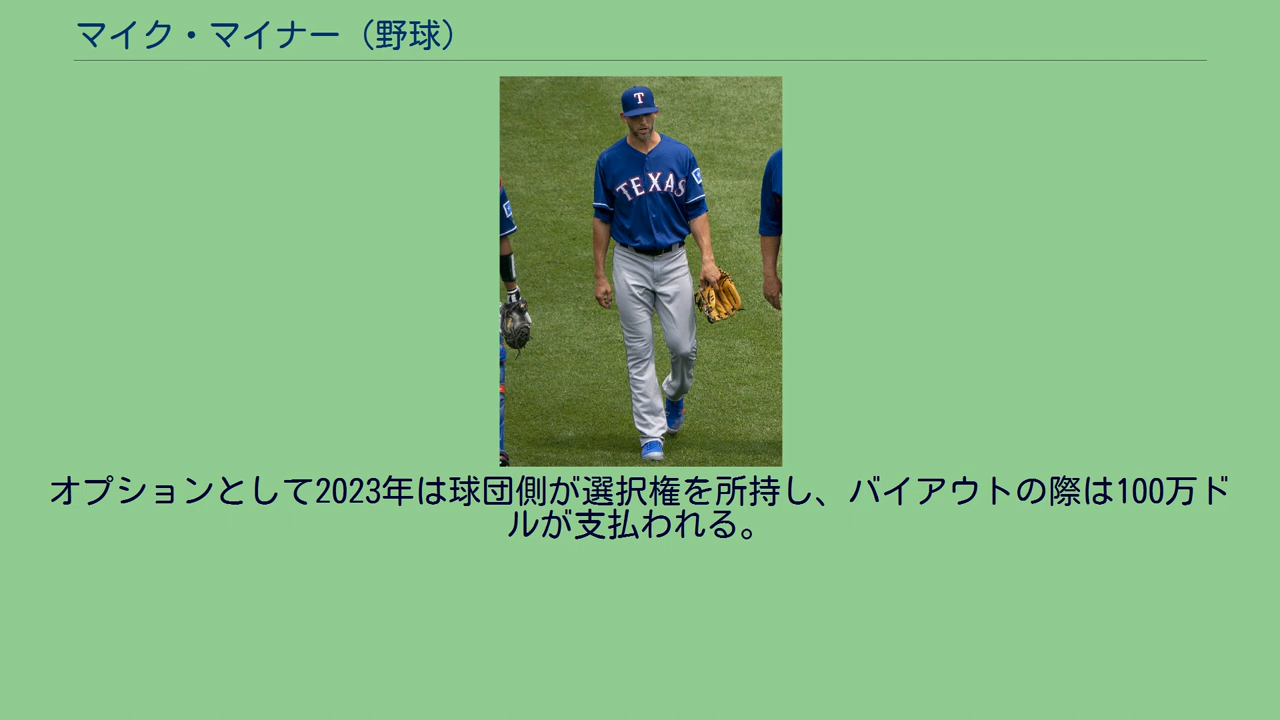 マイク・マイナー（野球）
T
TEXAS
オプションとして2023年は球団側が選択権を所持し、バイアウトの際は100万ド
ルが支払われる。